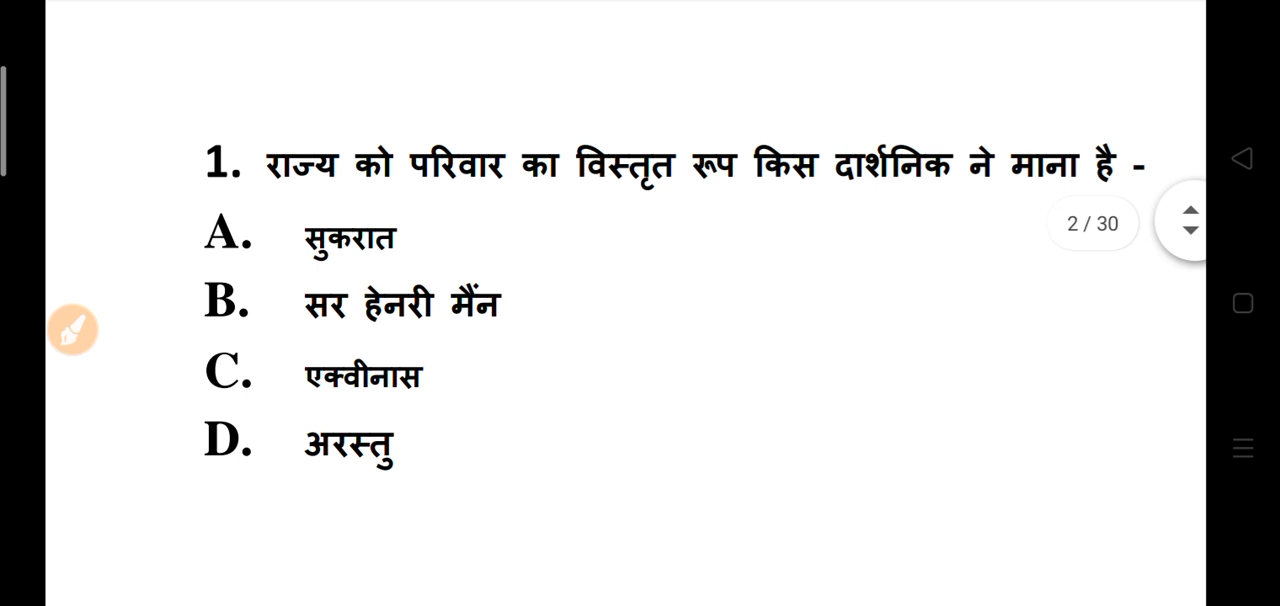 1. राज्य को परिवार का विस्तृत रूप किस दार्शनिक ने माना है -
2 / 30
A. सुकरात
B. सर हेनरी मैंन
C. एक्वीनास
D. अरस्तु